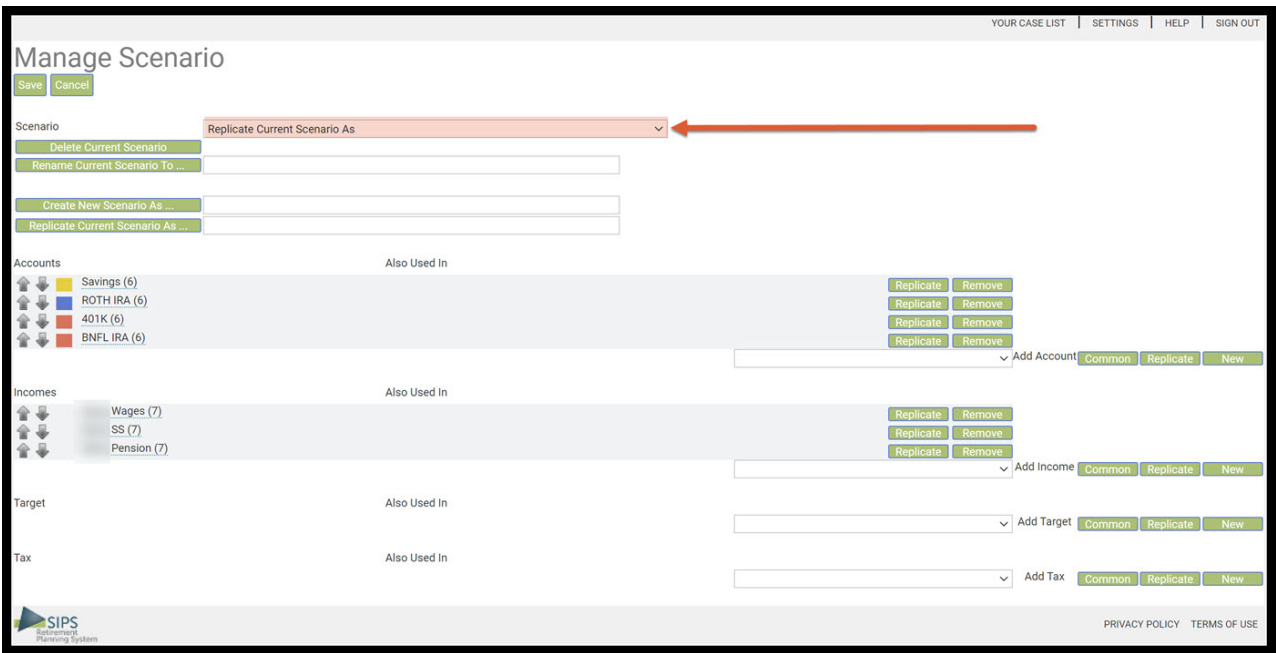 YOUR CASE LIST | SETTINGS | HELP | SIGN OUT
Manage Scenario
Save Cancel
Scenario Replicate Current Scenario As
Delete Current Scenario
Rename Current Scenario To ...
Create New Scenario As ...
Replicate Current Scenario As ...
Accounts Also Used In
Savings (6) Replicate Remove
ROTH IRA (6) Replicate Remove
401K (6) Replicate Remove
BNFL IRA (6) Replicate Remove
Add Account Common Replicate New
Incomes Also Used In
Wages (7) Replicate Remove
SS (7) Replicate Remove
Pension (7) Replicate Remove
Add Income Common Replicate New
Target Also Used In
Add Target Common Replicate New
Tax Also Used In
Add Tax Common Replicate New
SIPS
Retirement
Planning System
PRIVACY POLICY TERMS OF USE